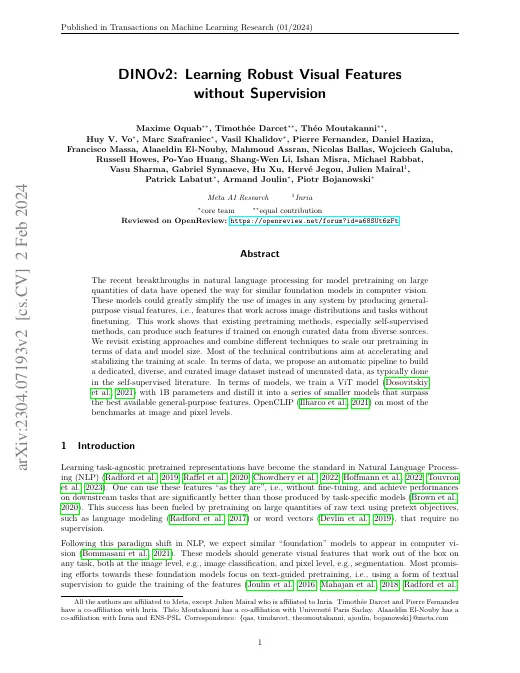 Published in Transactions on Machine Learning Research (01/2024)
DINOv2: Learning Robust Visual Features
without Supervision
Maxime Oquab**, Timothée Darcet**, Théo Moutakanni**,
Huy V. Vo*, Marc Szafraniec*, Vasil Khalidov*, Pierre Fernandez, Daniel Haziza,
Francisco Massa, Alaaeldin El-Nouby, Mahmoud Assran, Nicolas Ballas, Wojciech Galuba,
Russell Howes, Po-Yao Huang, Shang-Wen Li, Ishan Misra, Michael Rabbat,
Vasu Sharma, Gabriel Synnaeve, Hu Xu, Hervé Jegou, Julien Mairal¹,
Patrick Labatut*, Armand Joulin*, Piotr Bojanowski*
Meta AI Research ¹Inria
*core team **equal contribution
Reviewed on OpenReview: https://openreview.net/forum?id=a68SUt6zFt
Abstract
The recent breakthroughs in natural language processing for model pretraining on large
quantities of data have opened the way for similar foundation models in computer vision.
These models could greatly simplify the use of images in any system by producing general-
purpose visual features, i.e., features that work across image distributions and tasks without
finetuning. This work shows that existing pretraining methods, especially self-supervised
methods, can produce such features if trained on enough curated data from diverse sources.
We revisit existing approaches and combine different techniques to scale our pretraining in
terms of data and model size. Most of the technical contributions aim at accelerating and
stabilizing the training at scale. In terms of data, we propose an automatic pipeline to build
a dedicated, diverse, and curated image dataset instead of uncurated data, as typically done
in the self-supervised literature. In terms of models, we train a ViT model (Dosovitskiy
et al., 2021) with 1B parameters and distill it into a series of smaller models that surpass
the best available general-purpose features, OpenCLIP (Ilharco et al., 2021) on most of the
benchmarks at image and pixel levels.
1 Introduction
Learning task-agnostic pretrained representations have become the standard in Natural Language Process-
ing (NLP) (Radford et al., 2019; Raffel et al., 2020; Chowdhery et al., 2022; Hoffmann et al., 2022; Touvron
et al., 2023). One can use these features "as they are", i.e., without fine-tuning, and achieve performances
on downstream tasks that are significantly better than those produced by task-specific models (Brown et al.,
2020). This success has been fueled by pretraining on large quantities of raw text using pretext objectives,
such as language modeling (Radford et al., 2017) or word vectors (Devlin et al., 2019), that require no
supervision.
Following this paradigm shift in NLP, we expect similar "foundation" models to appear in computer vi-
sion (Bommasani et al., 2021). These models should generate visual features that work out of the box on
any task, both at the image level, e.g., image classification, and pixel level, e.g., segmentation. Most promis-
ing efforts towards these foundation models focus on text-guided pretraining, i.e., using a form of textual
supervision to guide the training of the features (Joulin et al., 2016; Mahajan et al., 2018; Radford et al.,
All the authors are affiliated to Meta, except Julien Mairal who is affiliated to Inria. Timothée Darcet and Pierre Fernandez
have a co-affiliation with Inria. Théo Moutakanni has a co-affiliation with Université Paris Saclay. Alaaeldin El-Nouby has a
co-affiliation with Inria and ENS-PSL. Correspondence: {qas, timdarcet, theomoutakanni, ajoulin, bojanowski}@meta.com
1
arXiv:2304.07193v2 [cs.CV] 2 Feb 2024